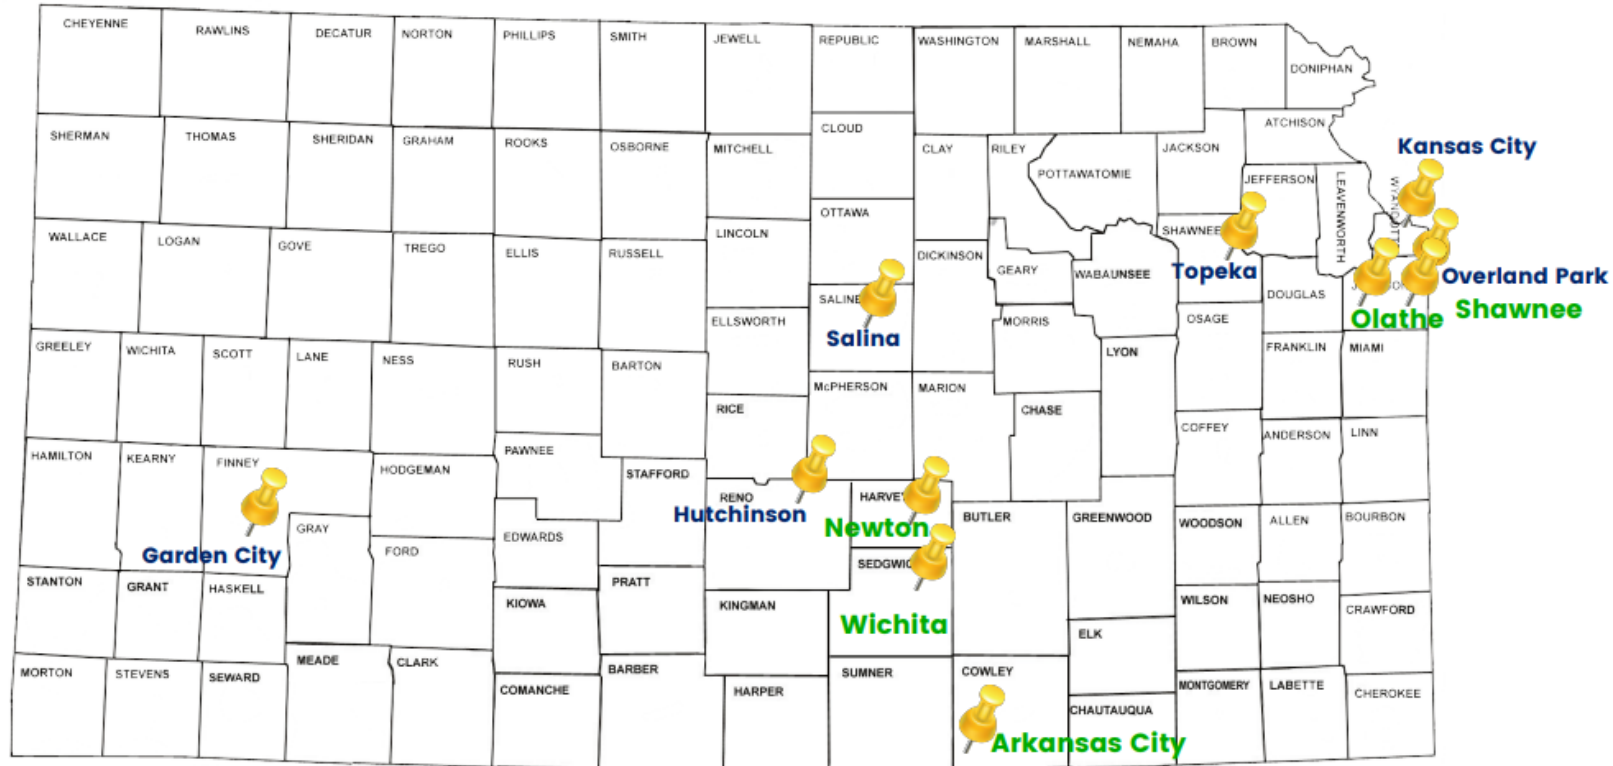 CHEYENNE
RAWLINS
DECATUR
NORTON
PHILLIPS
SMITH
JEWELL
REPUBLIC
WASHINGTON
MARSHALL
NEMAHA
BROWN
DONIPHAN
SHERMAN
THOMAS
SHERIDAN
GRAHAM
ROOKS
OSBORNE
MITCHELL
CLOUD
CLAY
RILEY
POTTAWATOMIE
JACKSON
ATCHISON
Kansas City
JEFFERSON
LEAVENWORTH
WALLACE
LOGAN
GOVE
TREGO
ELLIS
RUSSELL
LINCOLN
OTTAWA
DICKINSON
GEARY
WABAUNSEE
SHAWNEE
Topeka
DOUGLAS
Overland Park
Shawnee
Olathe
SALINE
Salina
ELLSWORTH
MORRIS
OSAGE
GREELEY
WICHITA
SCOTT
LANE
NESS
RUSH
BARTON
LYON
FRANKLIN
MIAMI
RICE
McPHERSON
MARION
CHASE
COFFEY
ANDERSON
LINN
HAMILTON
KEARNY
FINNEY
HODGEMAN
PAWNEE
STAFFORD
RENO
Hutchinson
HARVEY
Newton
BUTLER
GREENWOOD
WOODSON
ALLEN
BOURBON
GRAY
Garden City
FORD
EDWARDS
SEDGWIC
Wichita
STANTON
GRANT
HASKELL
KIOWA
PRATT
KINGMAN
WILSON
NEOSHO
CRAWFORD
ELK
MORTON
STEVENS
SEWARD
MEADE
CLARK
COMANCHE
BARBER
HARPER
SUMNER
COWLEY
Arkansas City
CHAUTAUQUA
MONTGOMERY
LABETTE
CHEROKEE